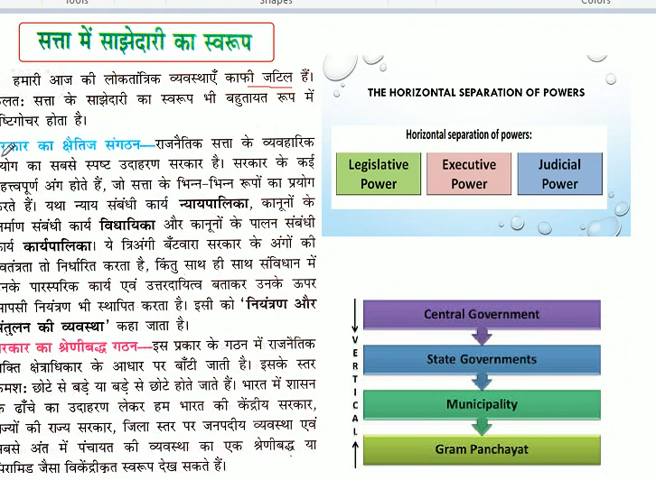 Tools Shapes Colors
सत्ता में साझेदारी का स्वरूप
हमारी आज की लोकतांत्रिक व्यवस्थाएँ काफी जटिल हैं।
लत: सत्ता के साझेदारी का स्वरूप भी बहुतायत रूप में
ष्टिगोचर होता है।
रकार का क्षैतिज संगठन—राजनैतिक सत्ता के व्यवहारिक
योग का सबसे स्पष्ट उदाहरण सरकार है। सरकार के कई
हत्त्वपूर्ण अंग होते हैं, जो सत्ता के भिन्न-भिन्न रूपों का प्रयोग
करते हैं। यथा न्याय संबंधी कार्य न्यायपालिका, कानूनों के
र्माण संबंधी कार्य विधायिका और कानूनों के पालन संबंधी
ार्य कार्यपालिका। ये त्रिअंगी बँटवारा सरकार के अंगों की
वतंत्रता तो निर्धारित करता है, किंतु साथ ही साथ संविधान में
नके पारस्परिक कार्य एवं उत्तरदायित्व बताकर उनके ऊपर
ापसी नियंत्रण भी स्थापित करता है। इसी को 'नियंत्रण और
ंतुलन की व्यवस्था' कहा जाता है।
रकार का श्रेणीबद्ध गठन—इस प्रकार के गठन में राजनैतिक
क्ति क्षेत्राधिकार के आधार पर बाँटी जाती है। इसके स्तर
मश: छोटे से बड़े या बड़े से छोटे होते जाते हैं। भारत में शासन
के ढाँचे का उदाहरण लेकर हम भारत की केंद्रीय सरकार,
ज्यों की राज्य सरकार, जिला स्तर पर जनपदीय व्यवस्था एवं
बसे अंत में पंचायत की व्यवस्था का एक श्रेणीबद्ध या
िरामिड जैसा विकेंद्रीकृत स्वरूप देख सकते हैं।
THE HORIZONTAL SEPARATION OF POWERS
Horizontal separation of powers:
Legislative Power
Executive Power
Judicial Power
VERTICAL
Central Government
State Governments
Municipality
Gram Panchayat